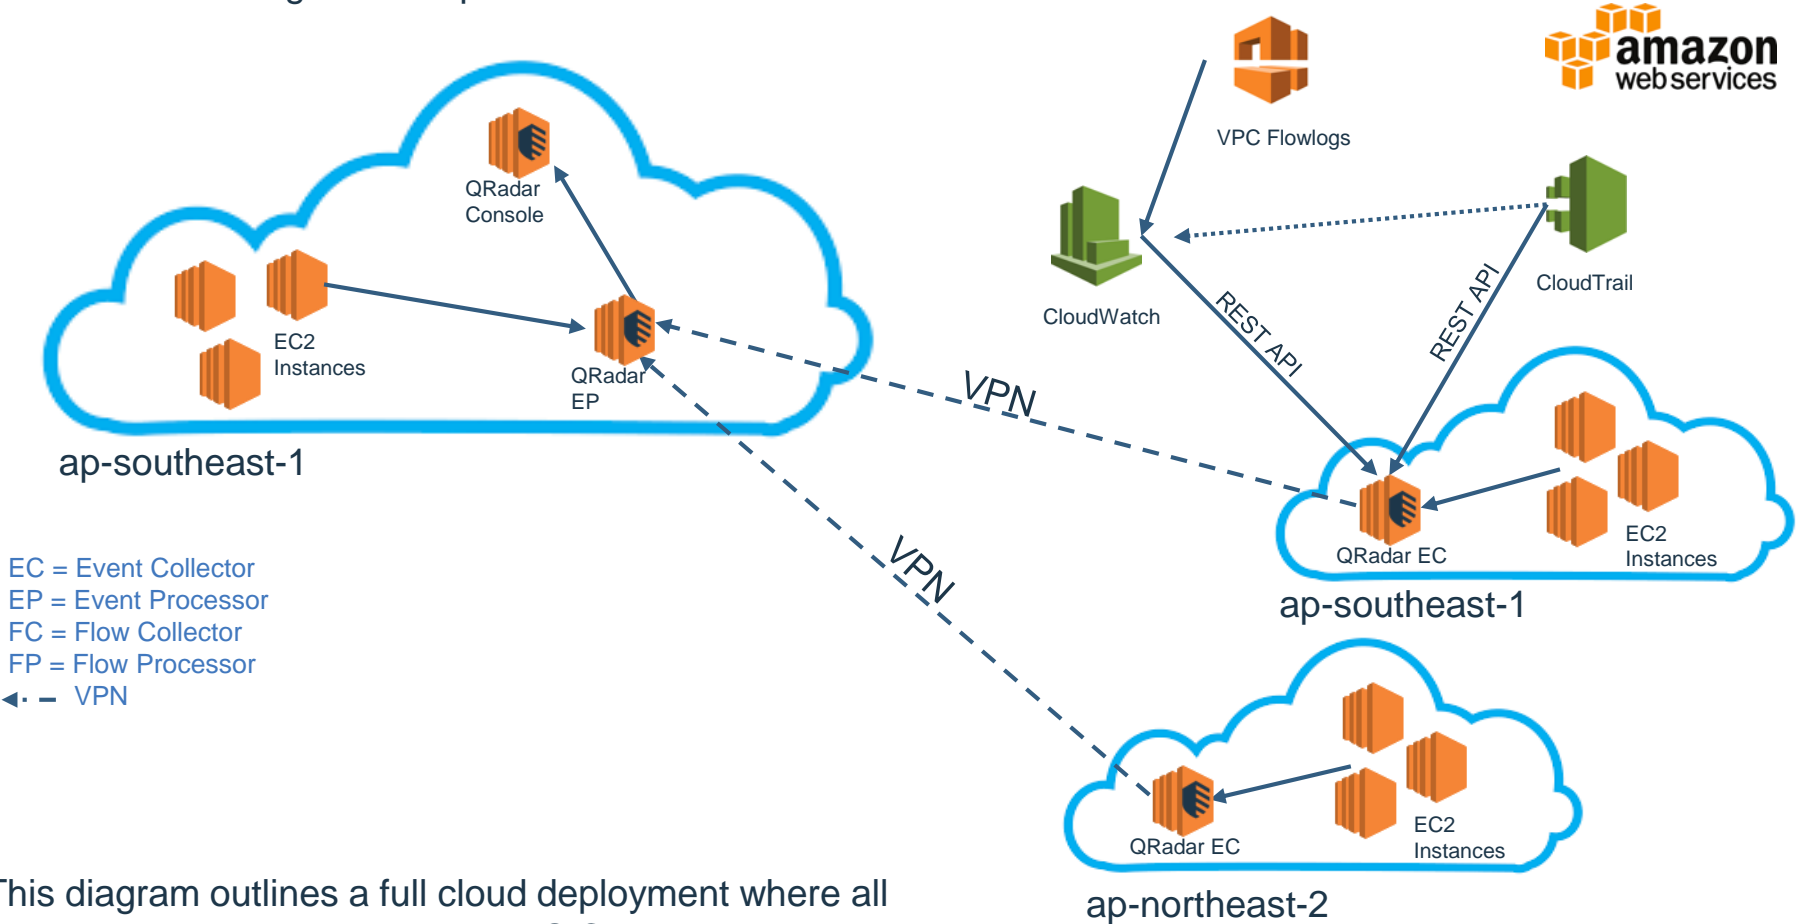 amazon
web services
VPC Flowlogs
QRadar
Console
CloudTrail
CloudWatch
REST API
REST API
EC2
Instances
QRadar
EP
VPN
ap-southeast-1
EC2
Instances
QRadar EC
ap-southeast-1
VPN
EC = Event Collector
EP = Event Processor
FC = Flow Collector
FP = Flow Processor
VPN
EC2
Instances
QRadar EC
ap-northeast-2
This diagram outlines a full cloud deployment where all